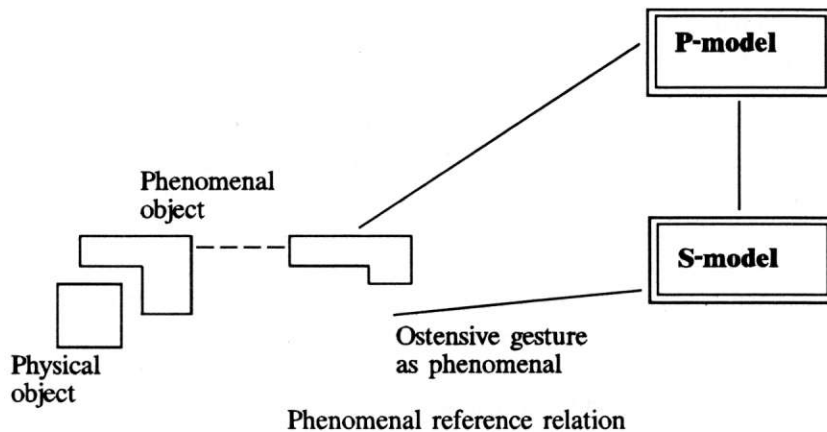 P-model
Phenomenal
object
S-model
Ostensive gesture
as phenomenal
Physical
object
Phenomenal reference relation